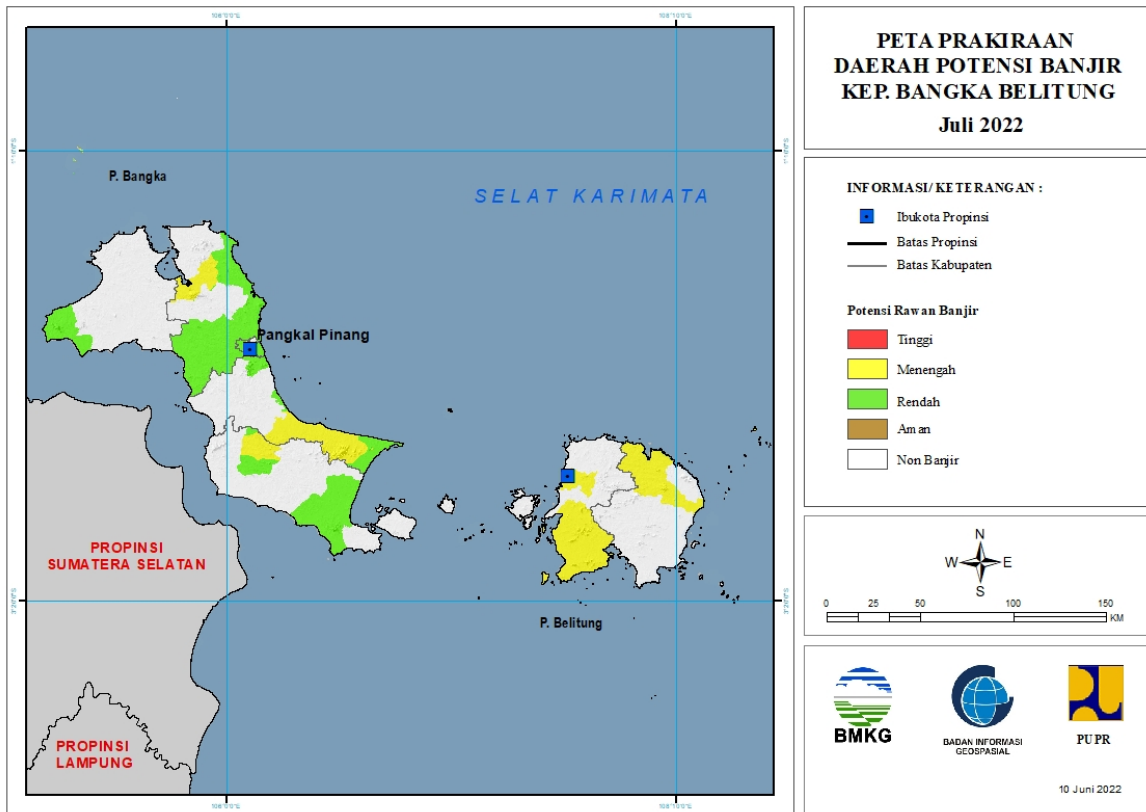 PETA PRAKIRAAN
DAERAH POTENSI BANJIR
KEP. BANGKA BELITUNG
Juli 2022
P. Bangka
SELAT KARIMATA
Pangkal Pinang
P. Belitung
PROPINSI
SUMATERA SELATAN
PROPINSI
LAMPUNG
INFORMASI/ KETERANGAN :
Ibukota Propinsi
Batas Propinsi
Batas Kabupaten
Potensi Rawan Banjir
Tinggi
Menengah
Rendah
Aman
Non Banjir
N
W E
S
0 25 50 100 150
KM
BMKG
BADAN INFORMASI
GEOSPASIAL
PUPR
10 Juni 2022